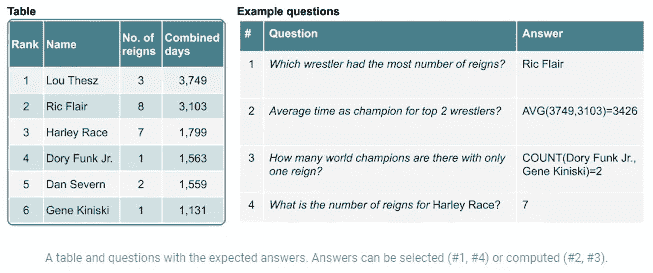 Table
Rank Name No. of reigns Combined days
1 Lou Thesz 3 3,749
2 Ric Flair 8 3,103
3 Harley Race 7 1,799
4 Dory Funk Jr. 1 1,563
5 Dan Severn 2 1,559
6 Gene Kiniski 1 1,131
Example questions
# Question Answer
1 Which wrestler had the most number of reigns? Ric Flair
2 Average time as champion for top 2 wrestlers? AVG(3749,3103)=3426
3 How many world champions are there with only one reign? COUNT(Dory Funk Jr., Gene Kiniski)=2
4 What is the number of reigns for Harley Race? 7
A table and questions with the expected answers. Answers can be selected (#1, #4) or computed (#2, #3).